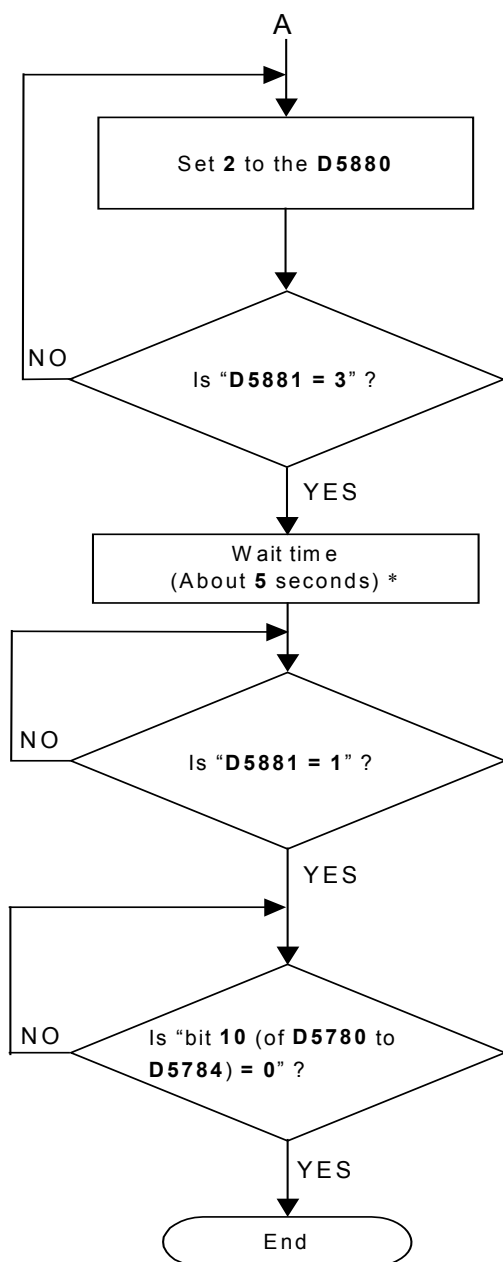 A
Set 2 to the D5880
NO
Is “D5881 = 3” ?
YES
Wait time
(About 5 seconds) *
NO
Is “D5881 = 1” ?
YES
NO
Is “bit 10 (of D5780 to
D5784) = 0” ?
YES
End